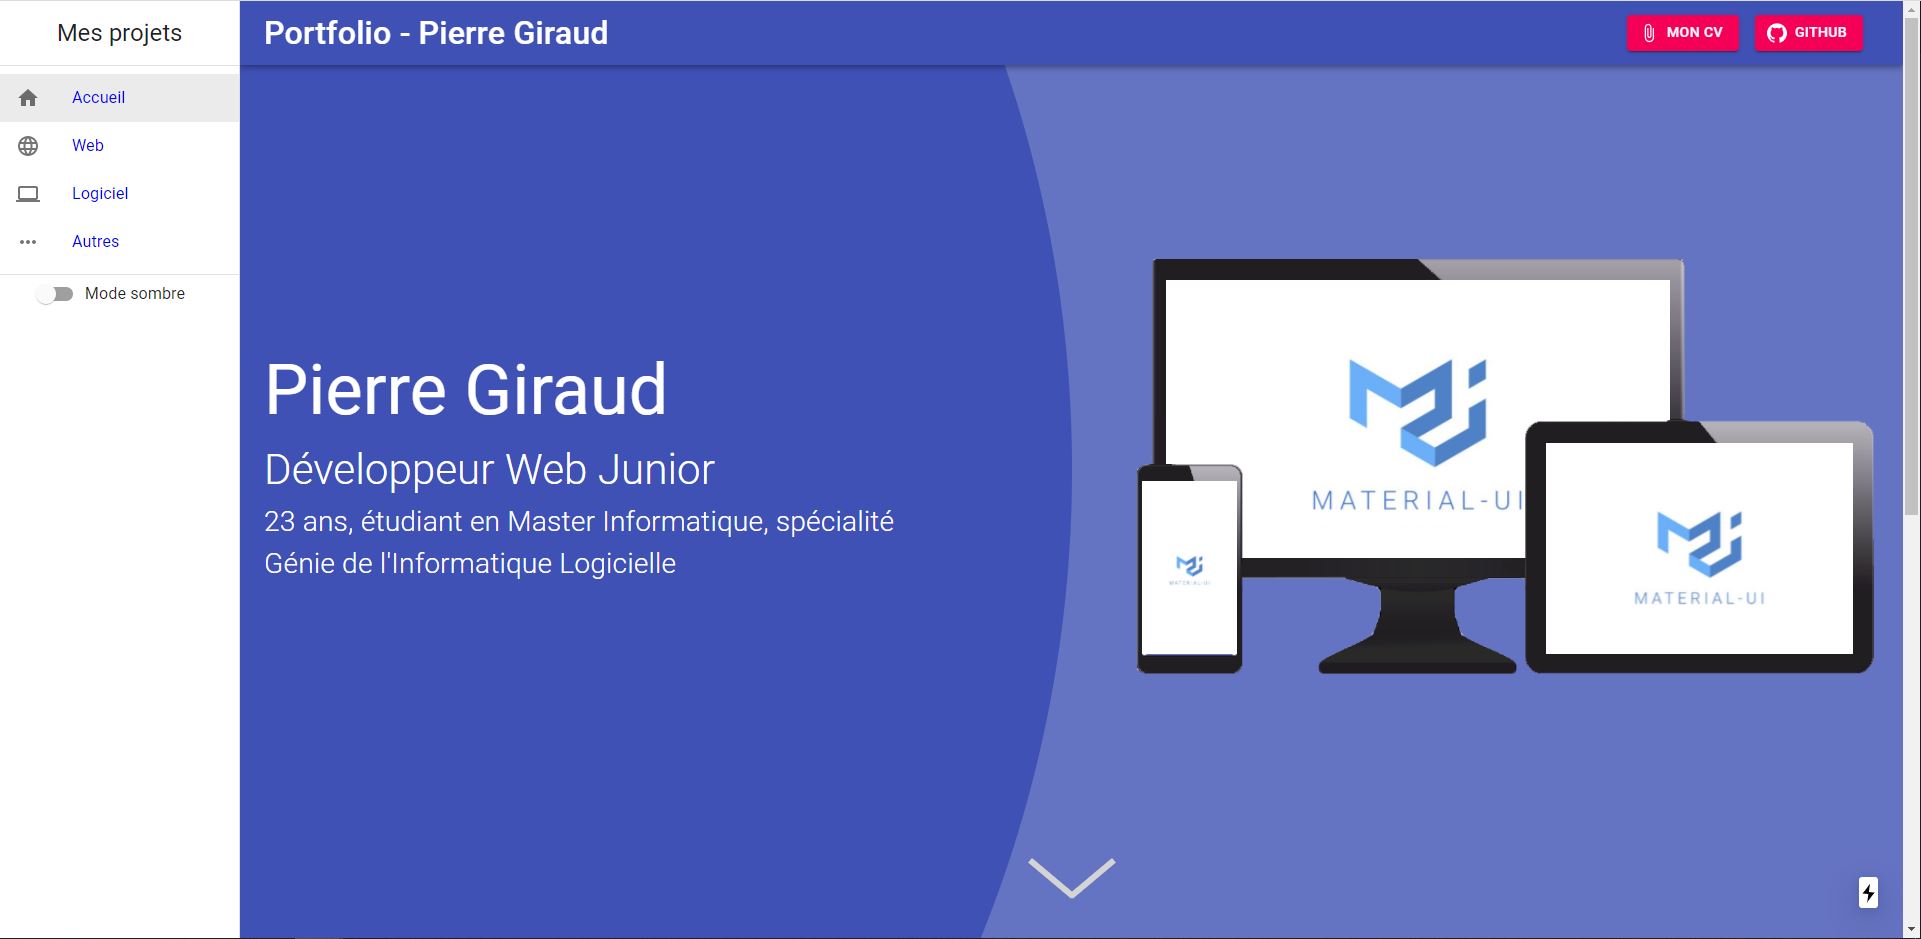 Mes projets
Portfolio - Pierre Giraud
MON CV
GITHUB
Accueil
Web
Logiciel
Autres
Mode sombre
Pierre Giraud
Développeur Web Junior
23 ans, étudiant en Master Informatique, spécialité
Génie de l'Informatique Logicielle
MATERIAL-UI
MATERIAL-UI
MATERIAL-UI